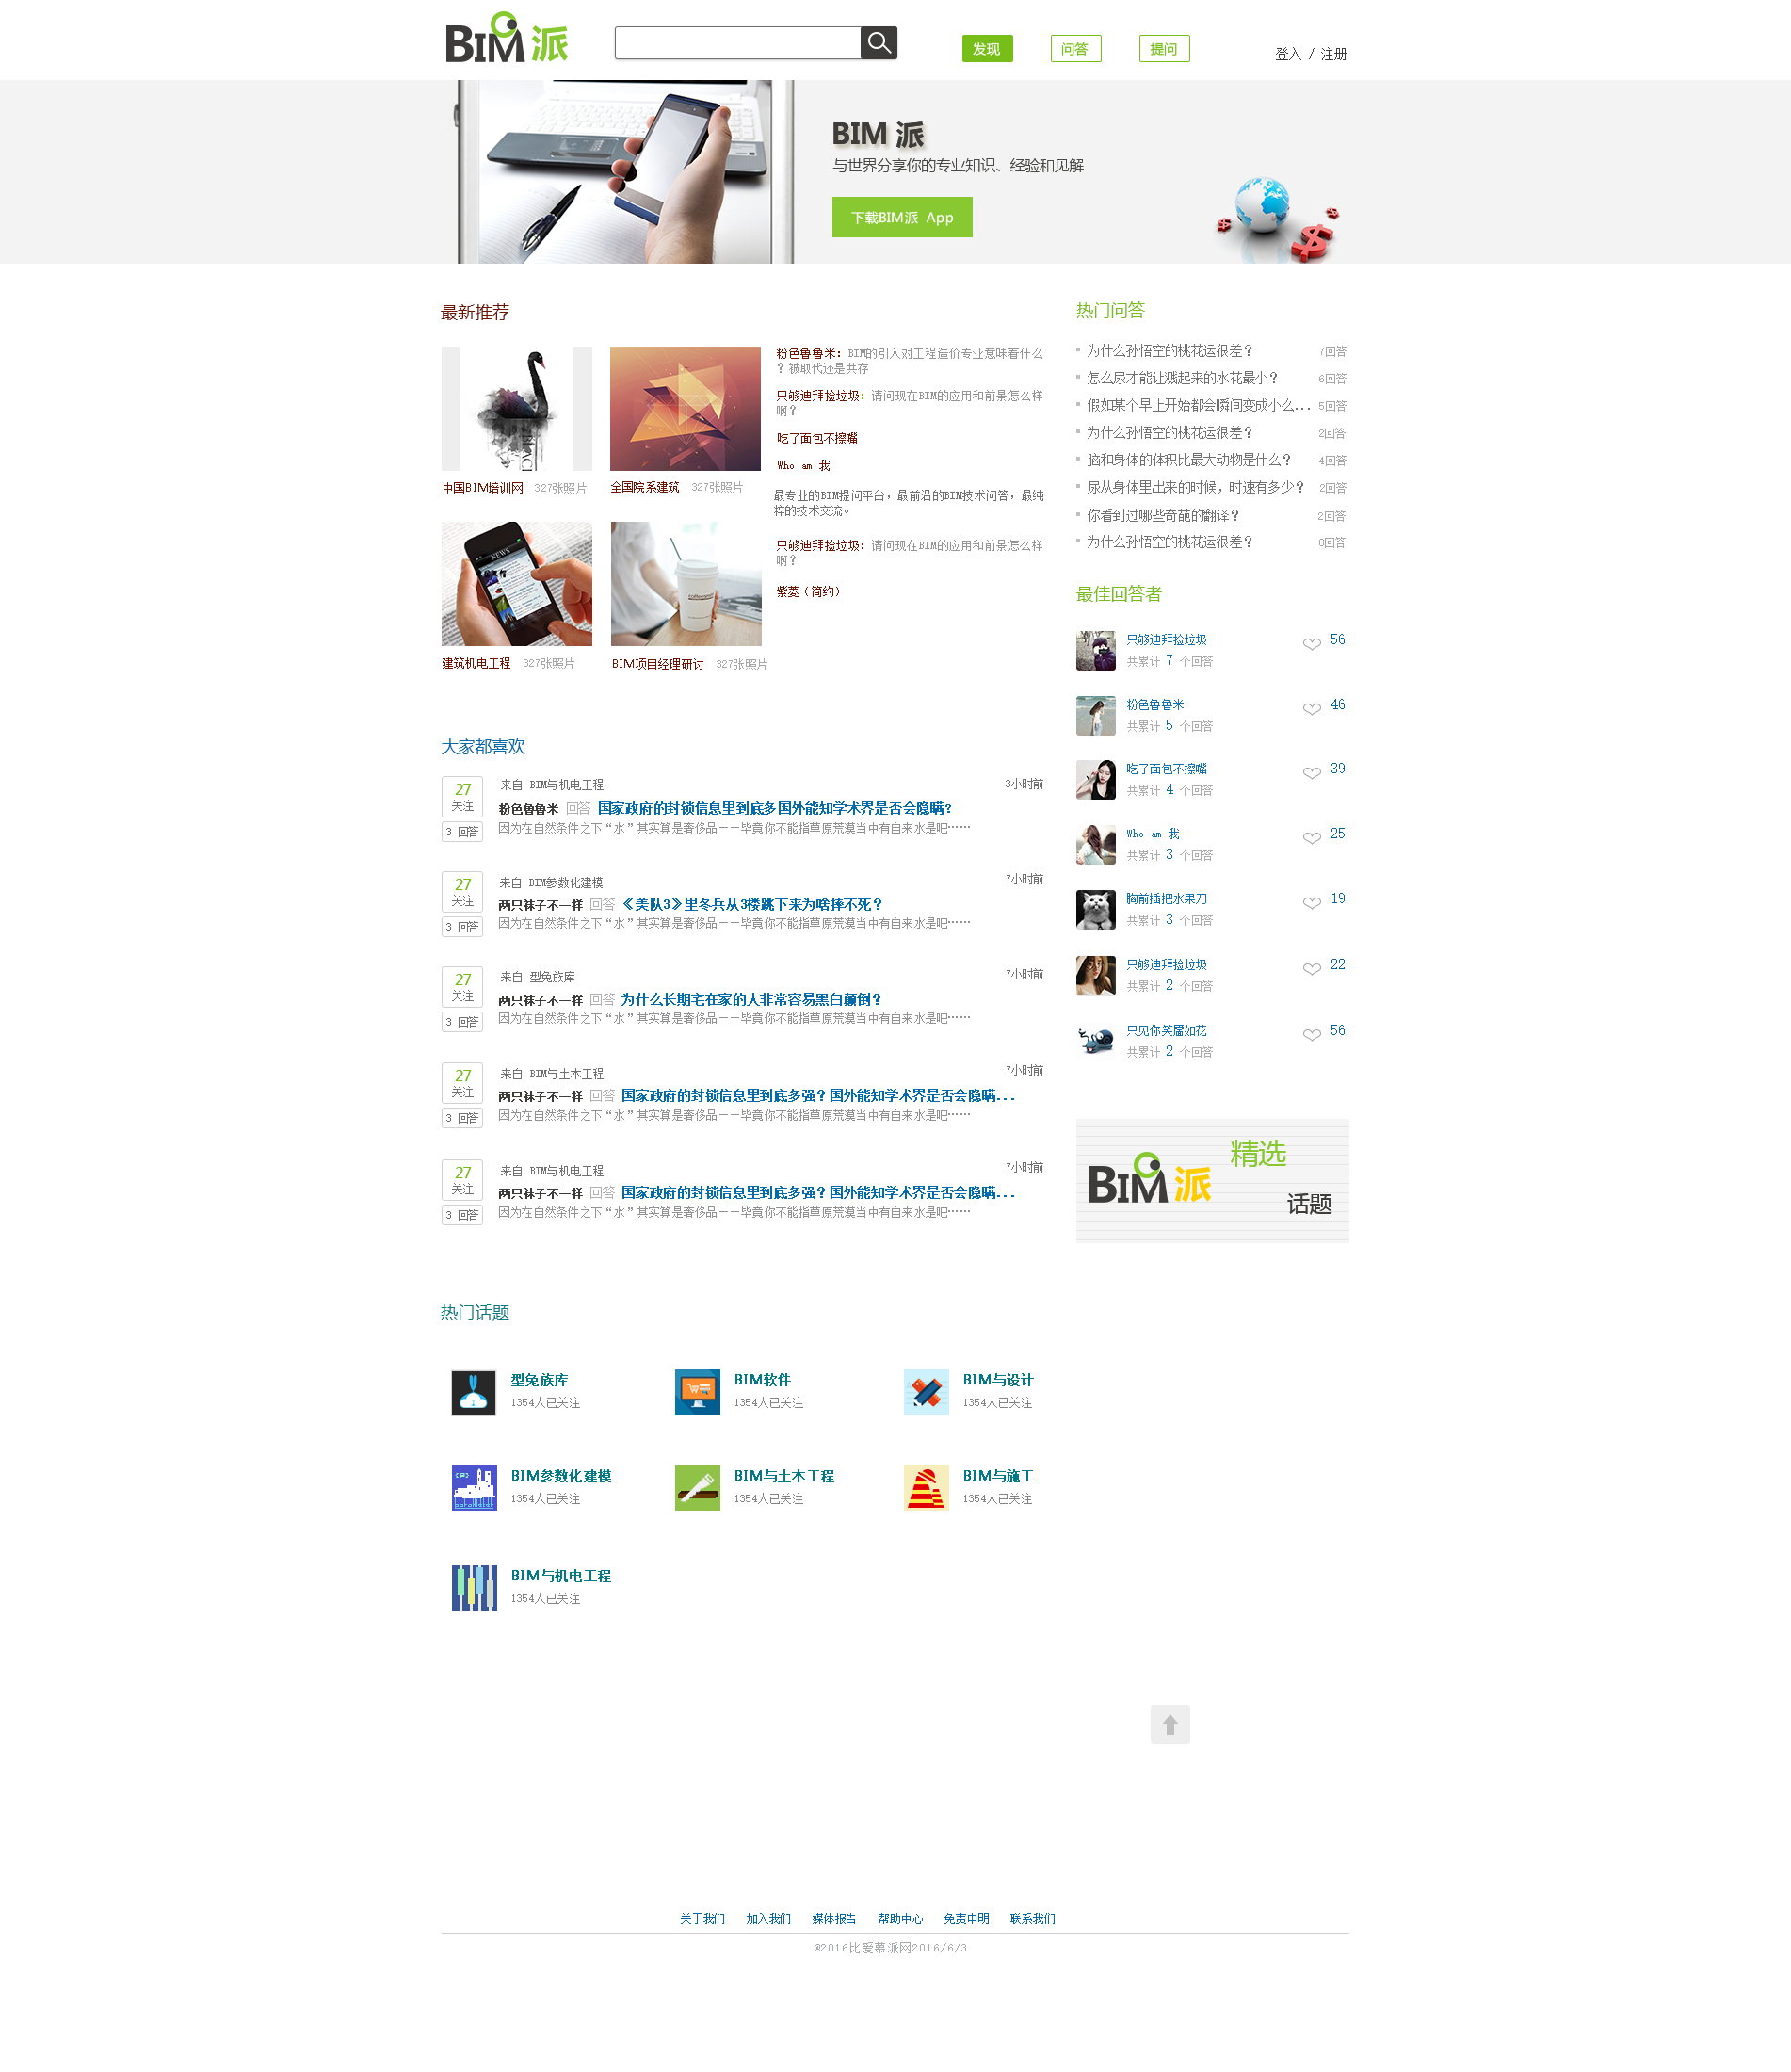 BIM派
发现
问答
提问
登入 / 注册
BIM 派
与世界分享你的专业知识、经验和见解
下载BIM派 App
最新推荐
中国BIM培训网 327张照片
全国院系建筑 327张照片
NEWS
建筑机电工程 327张照片
BIM项目经理研讨 327张照片
粉色鲁鲁米：BIM的引入对工程造价专业意味着什么
？被取代还是共存
只够迪拜捡垃圾：请问现在BIM的应用和前景怎么样
啊？
吃了面包不擦嘴
Who am 我
最专业的BIM提问平台，最前沿的BIM技术问答，最纯
粹的技术交流。
只够迪拜捡垃圾：请问现在BIM的应用和前景怎么样
啊？
紫菱（简约）
热门问答
为什么孙悟空的桃花运很差？ 7回答
怎么尿才能让溅起来的水花最小？ 6回答
假如某个早上开始都会瞬间变成小么... 5回答
为什么孙悟空的桃花运很差？ 2回答
脑和身体的体积比最大动物是什么？ 4回答
尿从身体里出来的时候，时速有多少？ 2回答
你看到过哪些奇葩的翻译？ 2回答
为什么孙悟空的桃花运很差？ 0回答
最佳回答者
只够迪拜捡垃圾 56
共累计 7 个回答
粉色鲁鲁米 46
共累计 5 个回答
吃了面包不擦嘴 39
共累计 4 个回答
Who am 我 25
共累计 3 个回答
胸前插把水果刀 19
共累计 3 个回答
只够迪拜捡垃圾 22
共累计 2 个回答
只见你笑靥如花 56
共累计 2 个回答
BIM派 精选
话题
大家都喜欢
27
关注
3 回答
来自 BIM与机电工程 3小时前
粉色鲁鲁米 回答 国家政府的封锁信息里到底多国外能知学术界是否会隐瞒？
因为在自然条件之下“水”其实算是奢侈品——毕竟你不能指草原荒漠当中有自来水是吧……
27
关注
3 回答
来自 BIM参数化建模 7小时前
两只袜子不一样 回答 《美队3》里冬兵从3楼跳下来为啥摔不死？
因为在自然条件之下“水”其实算是奢侈品——毕竟你不能指草原荒漠当中有自来水是吧……
27
关注
3 回答
来自 型兔族库 7小时前
两只袜子不一样 回答 为什么长期宅在家的人非常容易黑白颠倒？
因为在自然条件之下“水”其实算是奢侈品——毕竟你不能指草原荒漠当中有自来水是吧……
27
关注
3 回答
来自 BIM与土木工程 7小时前
两只袜子不一样 回答 国家政府的封锁信息里到底多强？国外能知学术界是否会隐瞒...
因为在自然条件之下“水”其实算是奢侈品——毕竟你不能指草原荒漠当中有自来水是吧……
27
关注
3 回答
来自 BIM与机电工程 7小时前
两只袜子不一样 回答 国家政府的封锁信息里到底多强？国外能知学术界是否会隐瞒...
因为在自然条件之下“水”其实算是奢侈品——毕竟你不能指草原荒漠当中有自来水是吧……
热门话题
型兔族库
1354人已关注
BIM软件
1354人已关注
BIM与设计
1354人已关注
BIM参数化建模
1354人已关注
BIM与土木工程
1354人已关注
BIM与施工
1354人已关注
BIM与机电工程
1354人已关注
关于我们 加入我们 媒体报告 帮助中心 免责申明 联系我们
©2016比爱慕派网2016/6/3